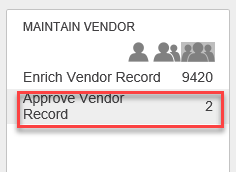 MAINTAIN VENDOR
Enrich Vendor Record 9420
Approve Vendor
Record 2